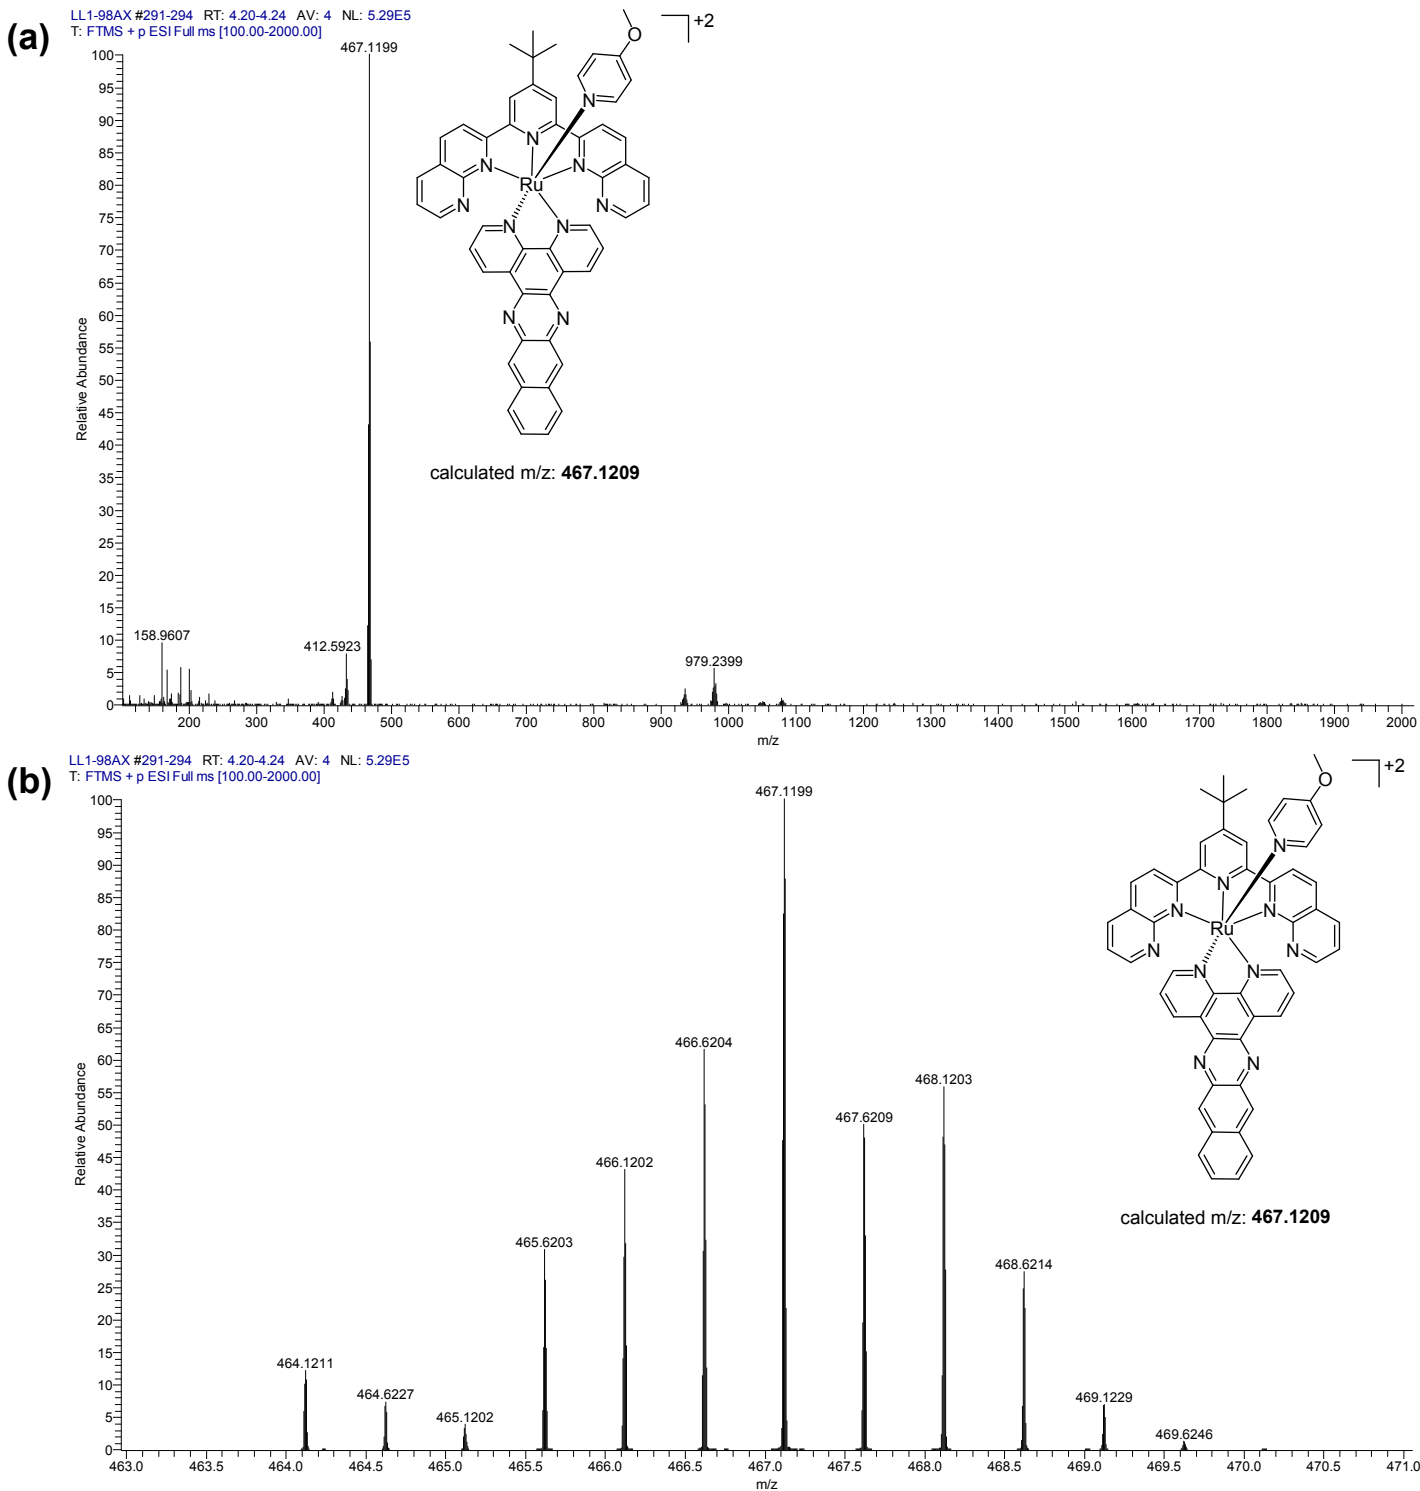 (a)
LL1-98AX #291-294 RT: 4.20-4.24 AV: 4 NL: 5.29E5
T: FTMS + p ESI Full ms [100.00-2000.00]
467.1199
158.9607
412.5923
979.2399
100
95
90
85
80
75
70
65
60
55
50
45
40
35
30
25
20
15
10
5
0
Relative Abundance
200 300 400 500 600 700 800 900 1000 1100 1200 1300 1400 1500 1600 1700 1800 1900 2000
m/z
+2
O
N
N
N N
Ru
N N
N N
N N
calculated m/z: 467.1209
(b)
LL1-98AX #291-294 RT: 4.20-4.24 AV: 4 NL: 5.29E5
T: FTMS + p ESI Full ms [100.00-2000.00]
467.1199
466.6204
468.1203
467.6209
466.1202
465.6203
468.6214
464.1211
464.6227
465.1202
469.1229
469.6246
100
95
90
85
80
75
70
65
60
55
50
45
40
35
30
25
20
15
10
5
0
Relative Abundance
463.0 463.5 464.0 464.5 465.0 465.5 466.0 466.5 467.0 467.5 468.0 468.5 469.0 469.5 470.0 470.5 471.0
m/z
+2
O
N
N
N N
Ru
N N
N N
N N
calculated m/z: 467.1209